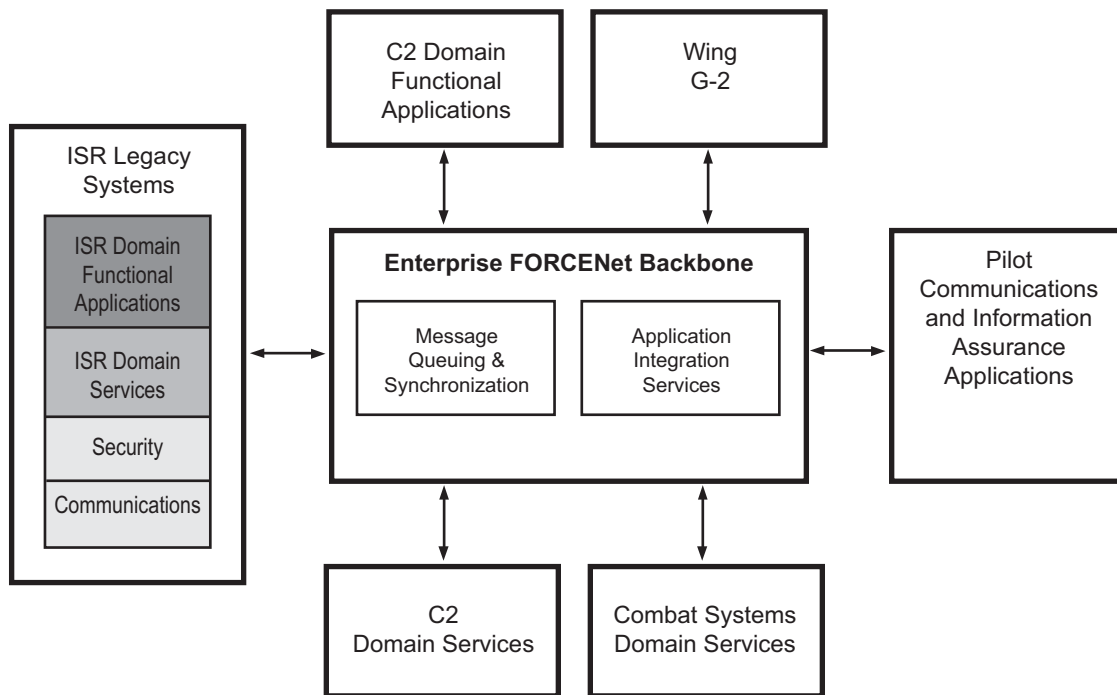 C2 Domain
Functional
Applications
Wing
G-2
ISR Legacy
Systems
ISR Domain
Functional
Applications
ISR Domain
Services
Security
Communications
Enterprise FORCENet Backbone
Message
Queuing &
Synchronization
Application
Integration
Services
Pilot
Communications
and Information
Assurance
Applications
C2
Domain Services
Combat Systems
Domain Services